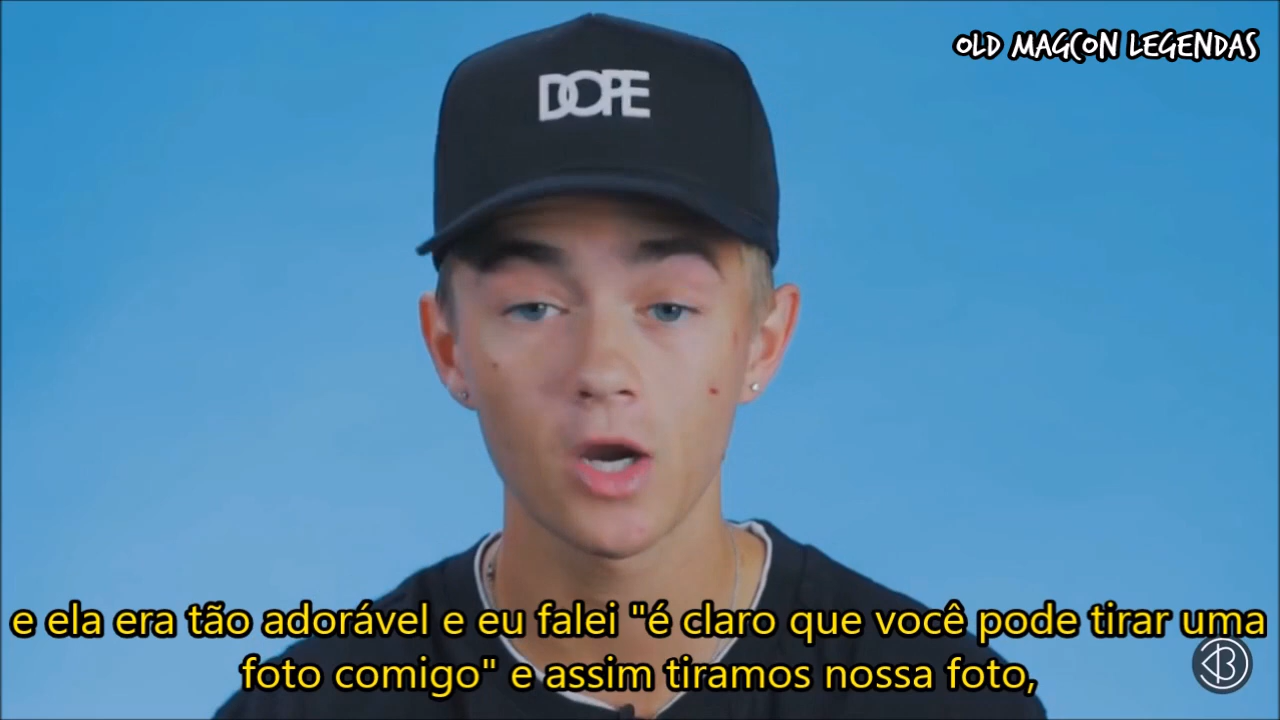 OLD MAGCON LEGENDAS
DOPE
e ela era tão adorável e eu falei "é claro que você pode tirar uma
foto comigo" e assim tiramos nossa foto,